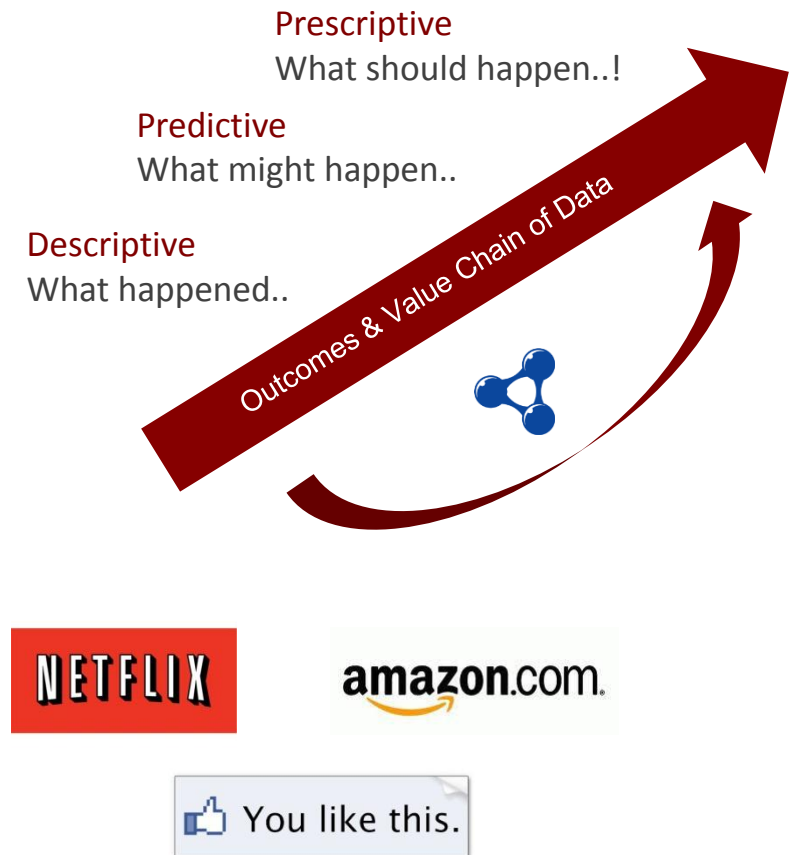 Prescriptive
What should happen..!
Predictive
What might happen..
Descriptive
What happened..
Outcomes & Value Chain of Data
NETFLIX
amazon.com.
You like this.